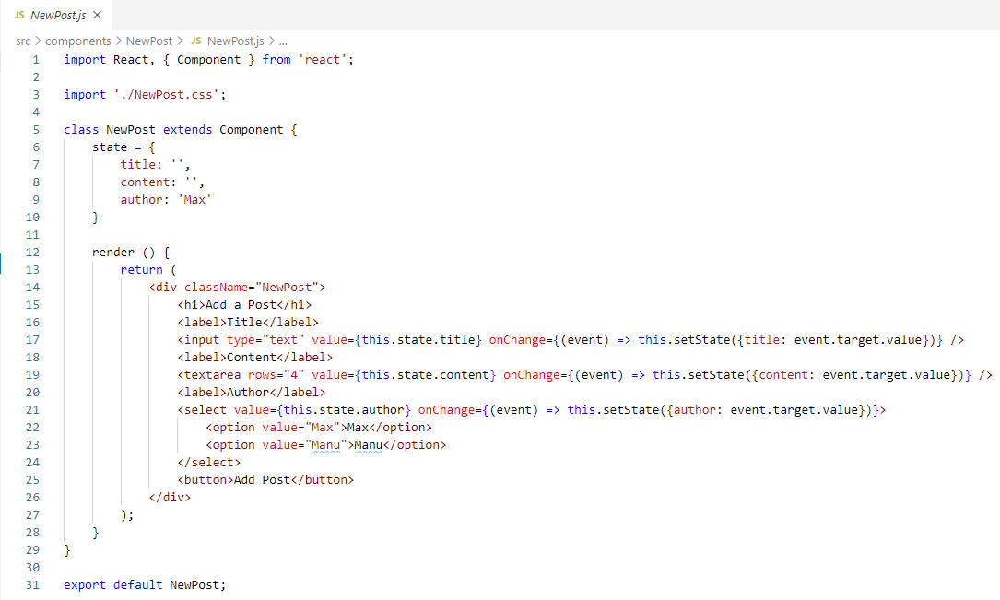 JS NewPost.js ×
src > components > NewPost > JS NewPost.js > ...
1 import React, { Component } from 'react';
2
3 import './NewPost.css';
4
5 class NewPost extends Component {
6     state = {
7         title: '',
8         content: '',
9         author: 'Max'
10     }
11
12     render () {
13         return (
14             <div className="NewPost">
15                 <h1>Add a Post</h1>
16                 <label>Title</label>
17                 <input type="text" value={this.state.title} onChange={(event) => this.setState({title: event.target.value})} />
18                 <label>Content</label>
19                 <textarea rows="4" value={this.state.content} onChange={(event) => this.setState({content: event.target.value})} />
20                 <label>Author</label>
21                 <select value={this.state.author} onChange={(event) => this.setState({author: event.target.value})}>
22                     <option value="Max">Max</option>
23                     <option value="Manu">Manu</option>
24                 </select>
25                 <button>Add Post</button>
26             </div>
27         );
28     }
29 }
30
31 export default NewPost;